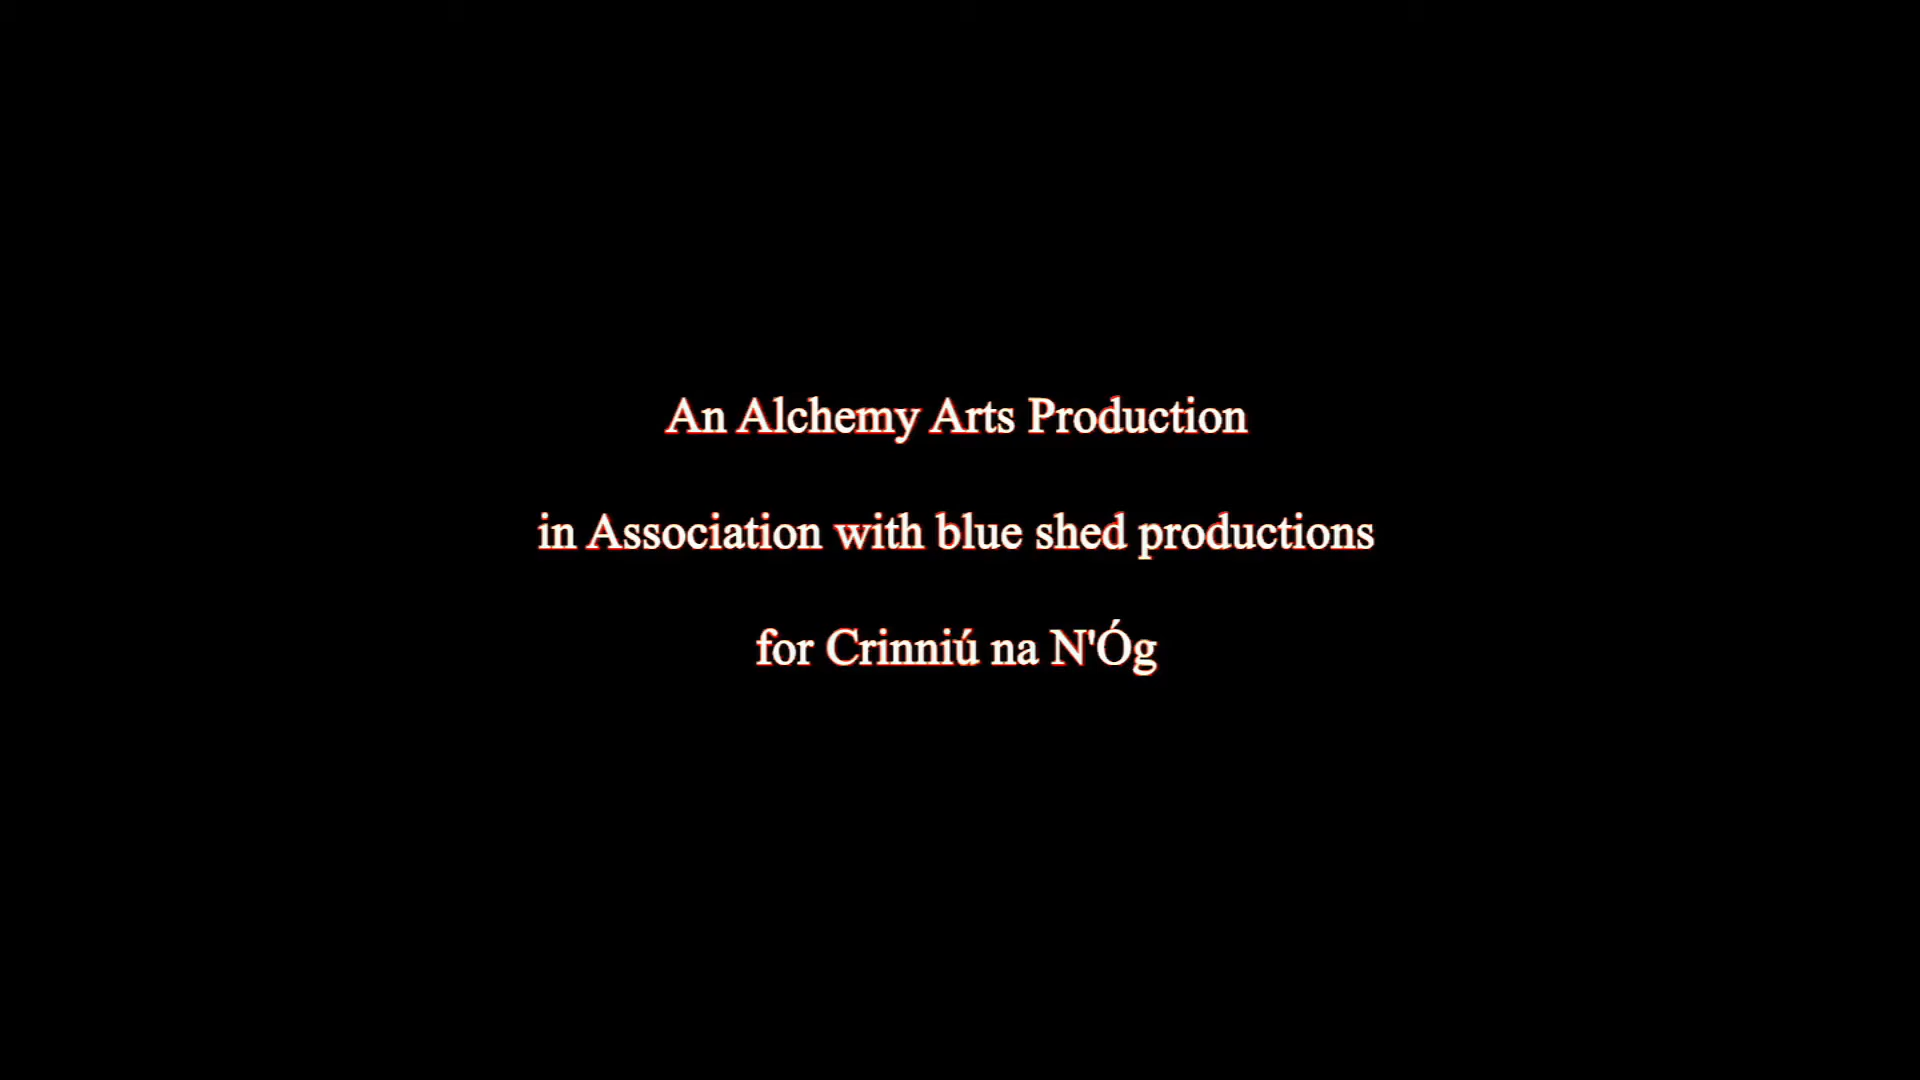 An Alchemy Arts Production
in Association with blue shed productions
for Crinniú na N'Óg